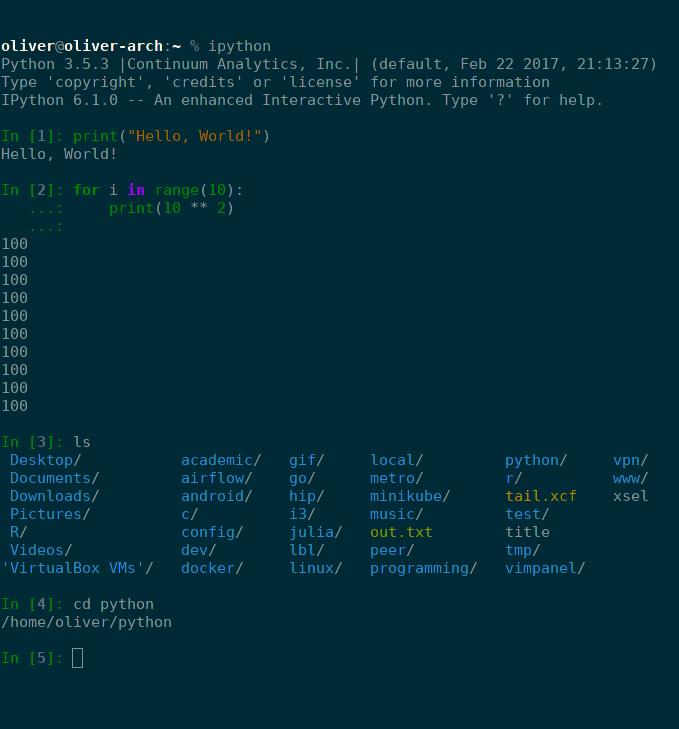 oliver@oliver-arch:~ % ipython
Python 3.5.3 |Continuum Analytics, Inc.| (default, Feb 22 2017, 21:13:27)
Type 'copyright', 'credits' or 'license' for more information
IPython 6.1.0 -- An enhanced Interactive Python. Type '?' for help.
In [1]: print("Hello, World!")
Hello, World!
In [2]: for i in range(10):
   ...:     print(10 ** 2)
   ...:
100
100
100
100
100
100
100
100
100
100
In [3]: ls
 Desktop/           academic/   gif/     local/         python/     vpn/
 Documents/         airflow/    go/      metro/         r/          www/
 Downloads/         android/    hip/     minikube/      tail.xcf    xsel
 Pictures/          c/          i3/      music/         test/
 R/                 config/     julia/   out.txt        title
 Videos/            dev/        lbl/     peer/          tmp/
'VirtualBox VMs'/   docker/     linux/   programming/   vimpanel/
In [4]: cd python
/home/oliver/python
In [5]: